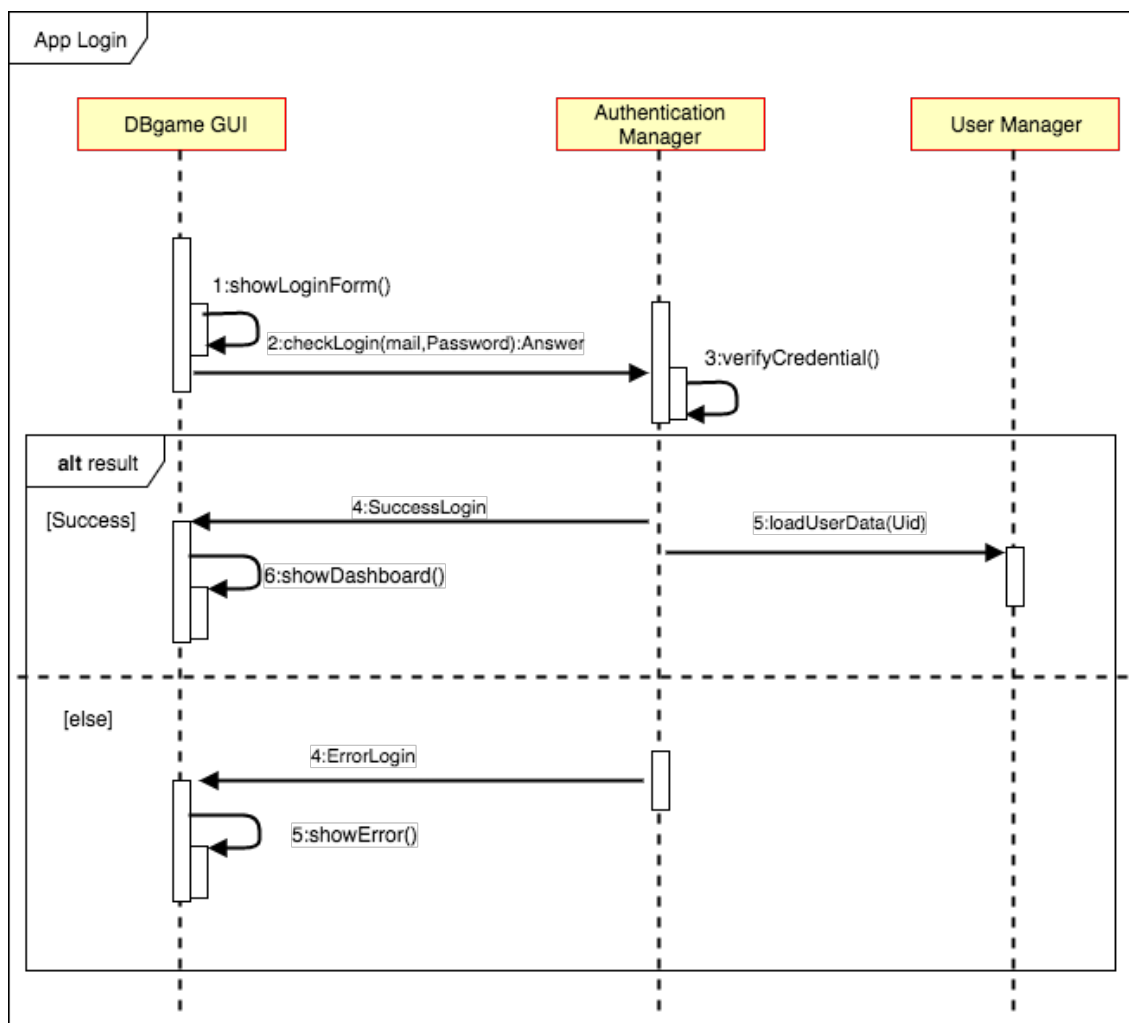 App Login
DBgame GUI
Authentication
Manager
User Manager
1:showLoginForm()
2:checkLogin(mail,Password):Answer
3:verifyCredential()
alt result
[Success]
4:SuccessLogin
5:loadUserData(Uid)
6:showDashboard()
[else]
4:ErrorLogin
5:showError()